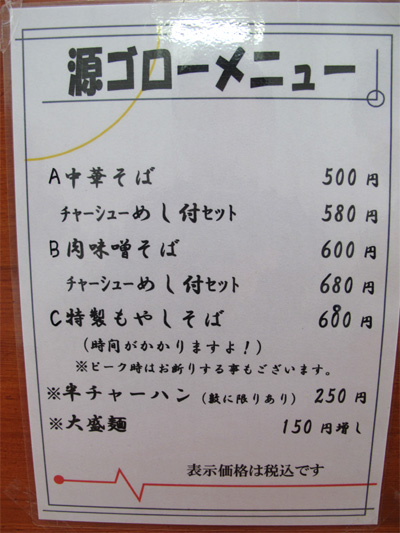 源ゴローメニュー
A中華そば 500円
チャーシューめし付セット 580円
B肉味噌そば 600円
チャーシューめし付セット 680円
C特製もやしそば 680円
(時間がかかりますよ!)
※ピーク時はお断りする事もございます。
※半チャーハン(数に限りあり) 250円
※大盛麺 150円増し
表示価格は税込です